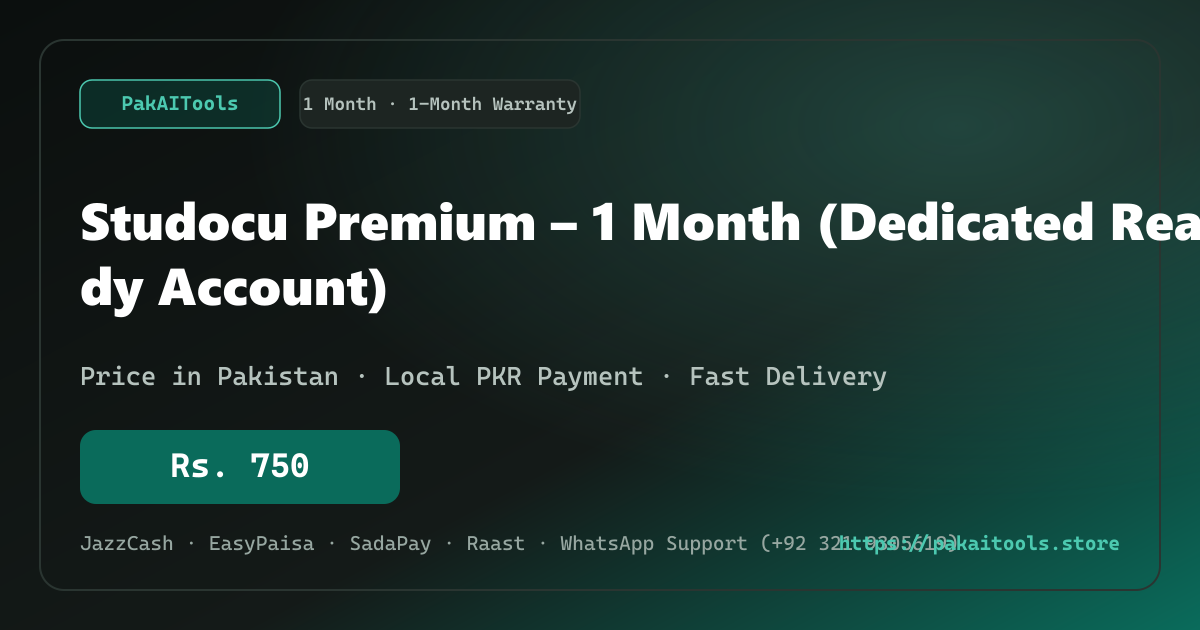 PakAITools
1 Month · 1-Month Warranty
Studocu Premium – 1 Month (Dedicated Rea
dy Account)
Price in Pakistan · Local PKR Payment · Fast Delivery
Rs. 750
JazzCash · EasyPaisa · SadaPay · Raast · WhatsApp Support (+92 321
https://pakaitools.store